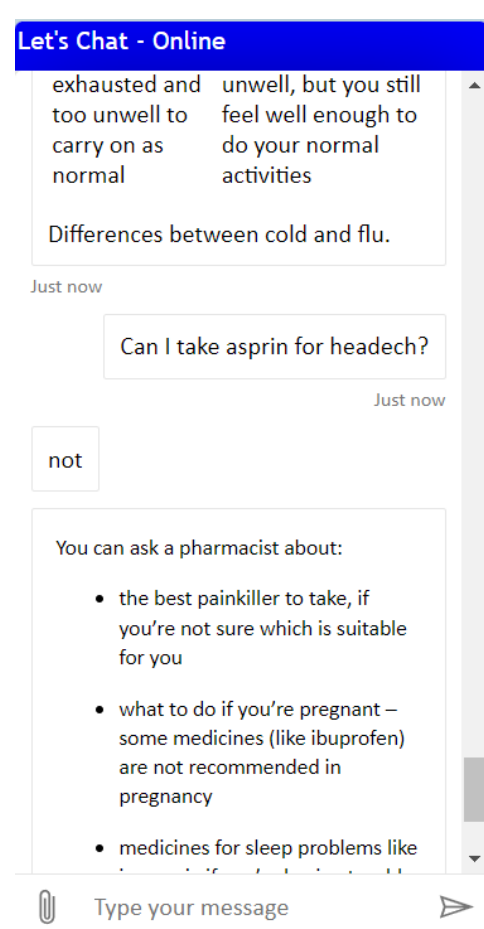 Let's Chat - Online
exhausted and
too unwell to
carry on as
normal
unwell, but you still
feel well enough to
do your normal
activities
Differences between cold and flu.
Just now
Can I take asprin for headech?
Just now
not
You can ask a pharmacist about:
• the best painkiller to take, if
you’re not sure which is suitable
for you
• what to do if you’re pregnant –
some medicines (like ibuprofen)
are not recommended in
pregnancy
• medicines for sleep problems like
Type your message